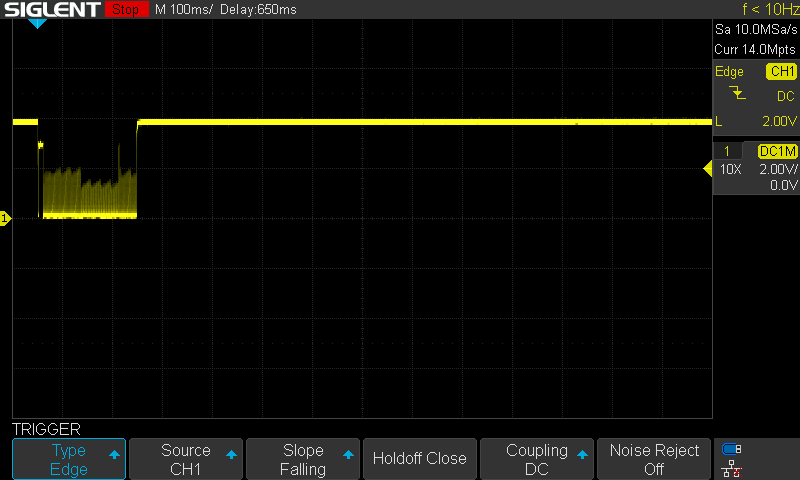 SIGLENT Stop M 100ms/ Delay:650ms f < 10Hz
Sa 10.0MSa/s
Curr 14.0Mpts
Edge CH1
DC
L 2.00V
1 DC1M
10X 2.00V/
0.0V
1
TRIGGER
Type
Edge
Source
CH1
Slope
Falling
Holdoff Close
Coupling
DC
Noise Reject
Off